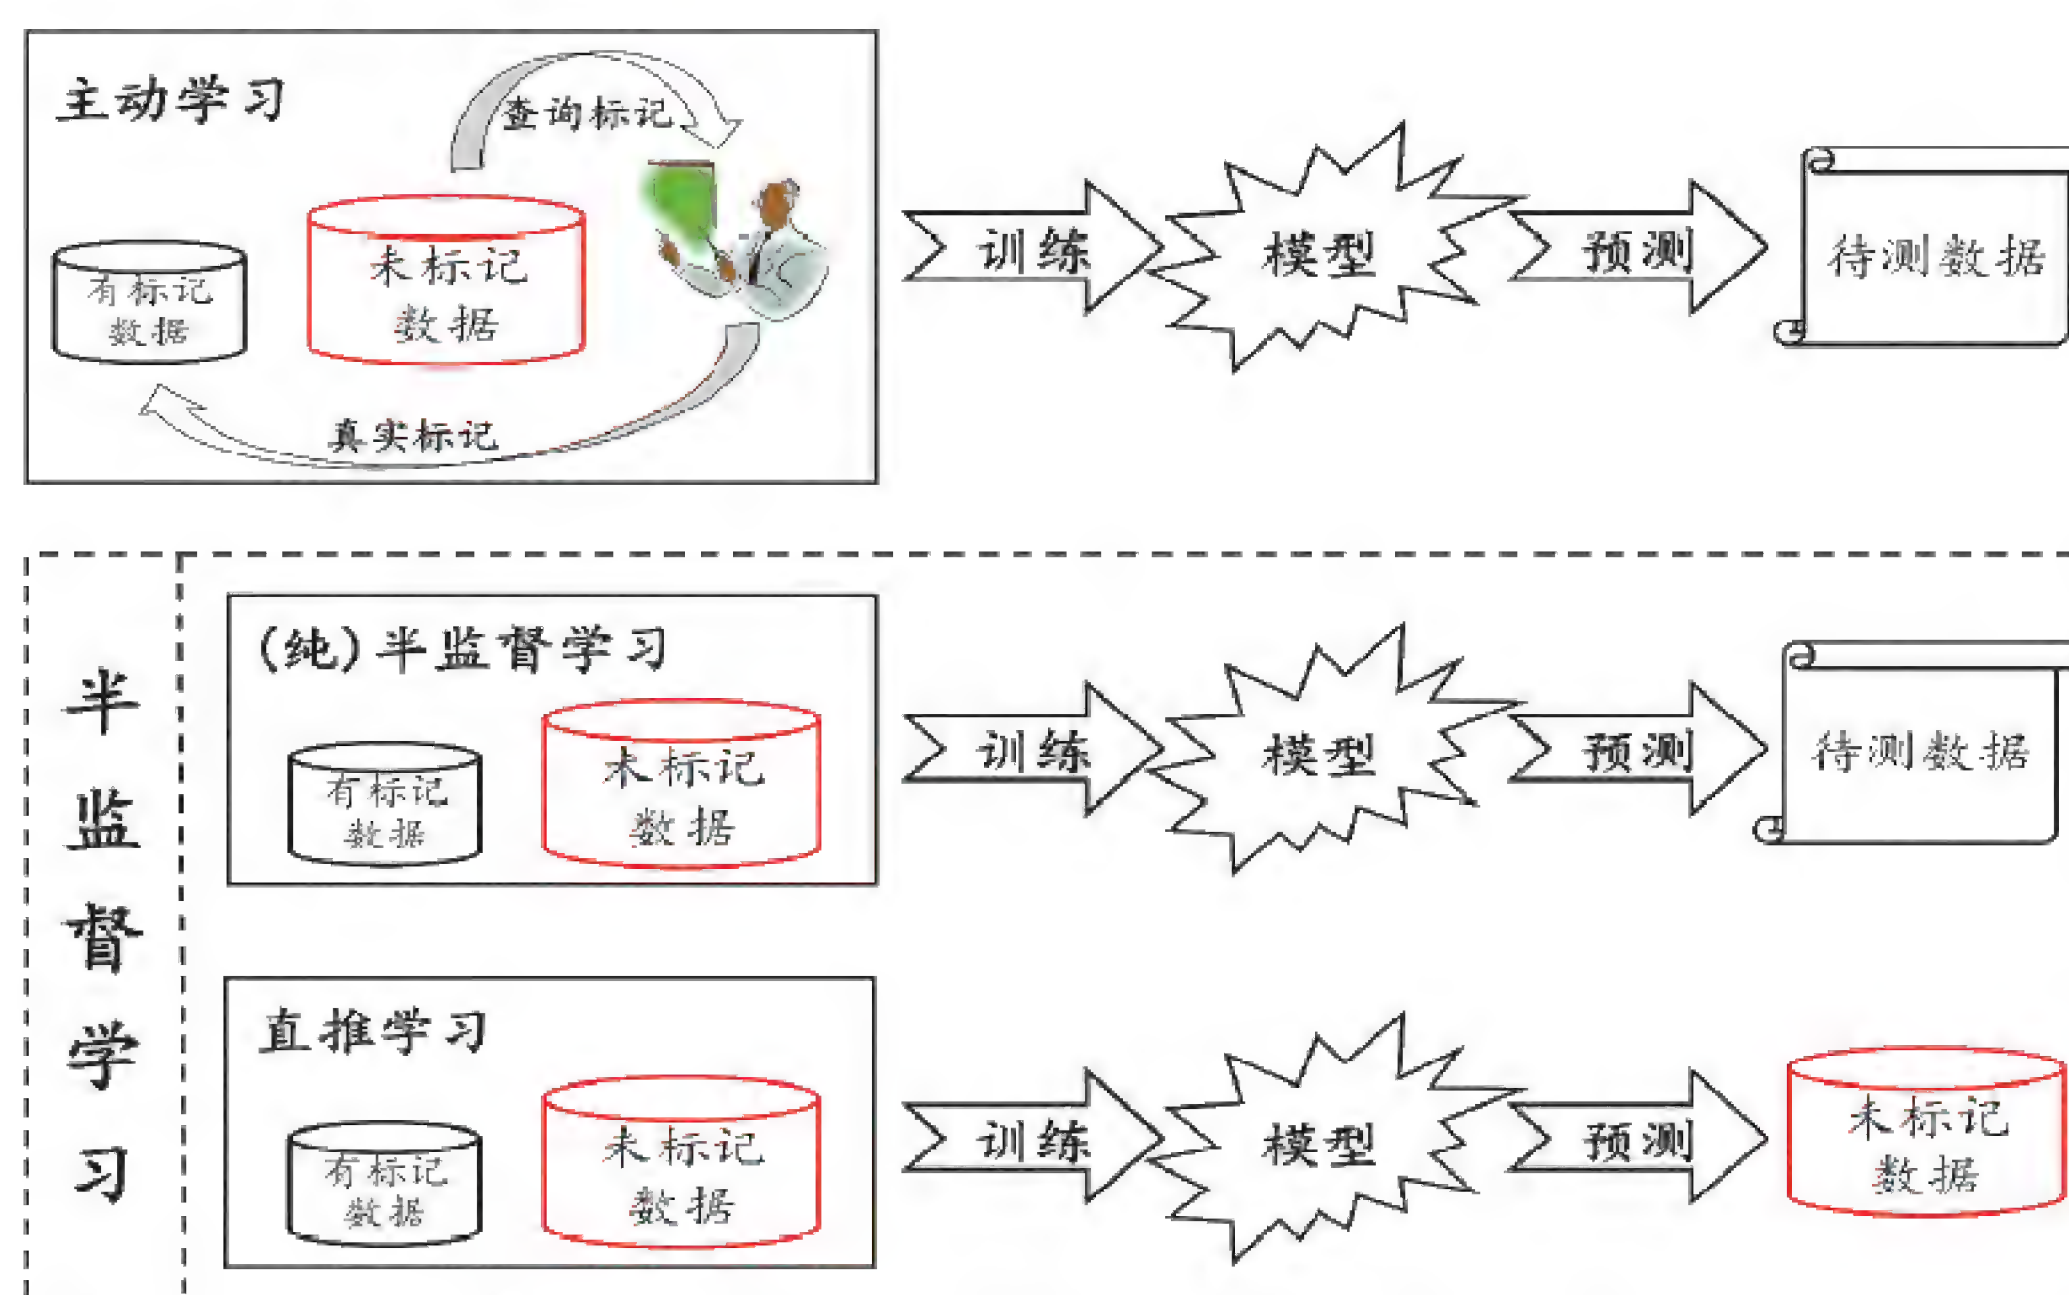 主动学习
查询标记
有标记
数据
未标记
数据
真实标记
训练
模型
预测
待测数据
半监督学习
(纯)半监督学习
有标记
数据
未标记
数据
训练
模型
预测
待测数据
直推学习
有标记
数据
未标记
数据
训练
模型
预测
未标记
数据